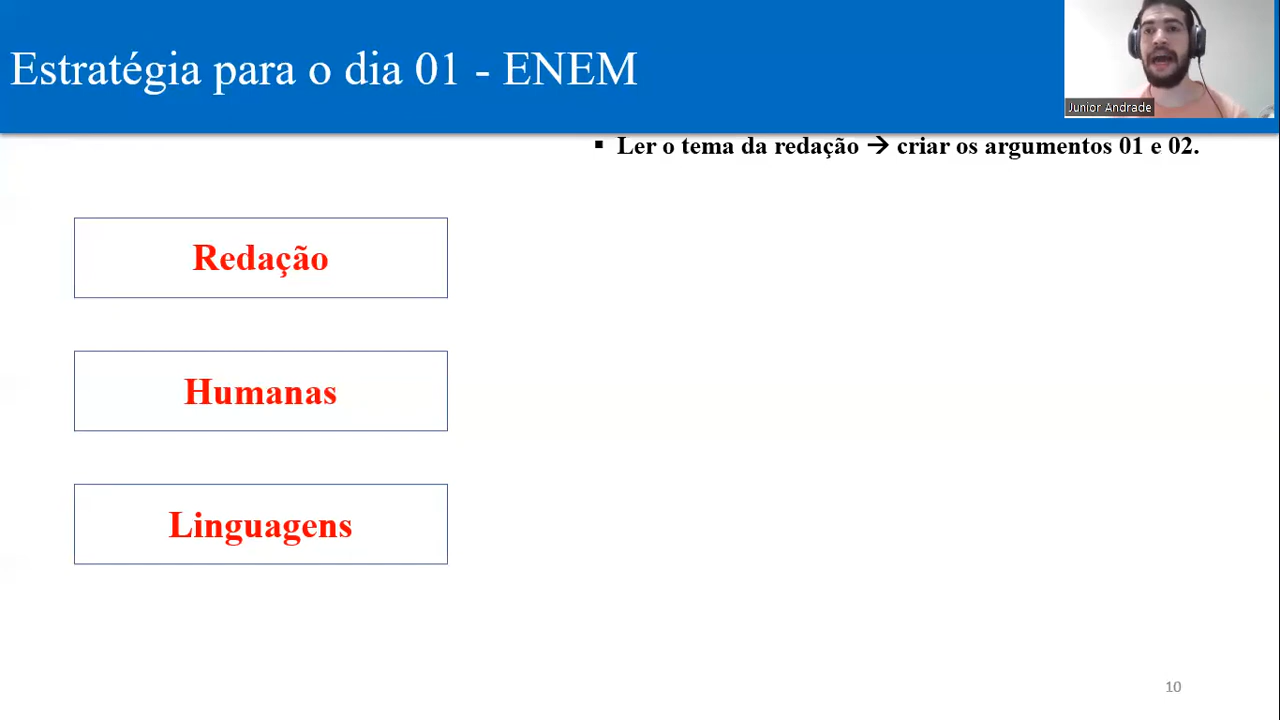 Estratégia para o dia 01 - ENEM
Junior Andrade
▪ Ler o tema da redação → criar os argumentos 01 e 02.
Redação
Humanas
Linguagens
10